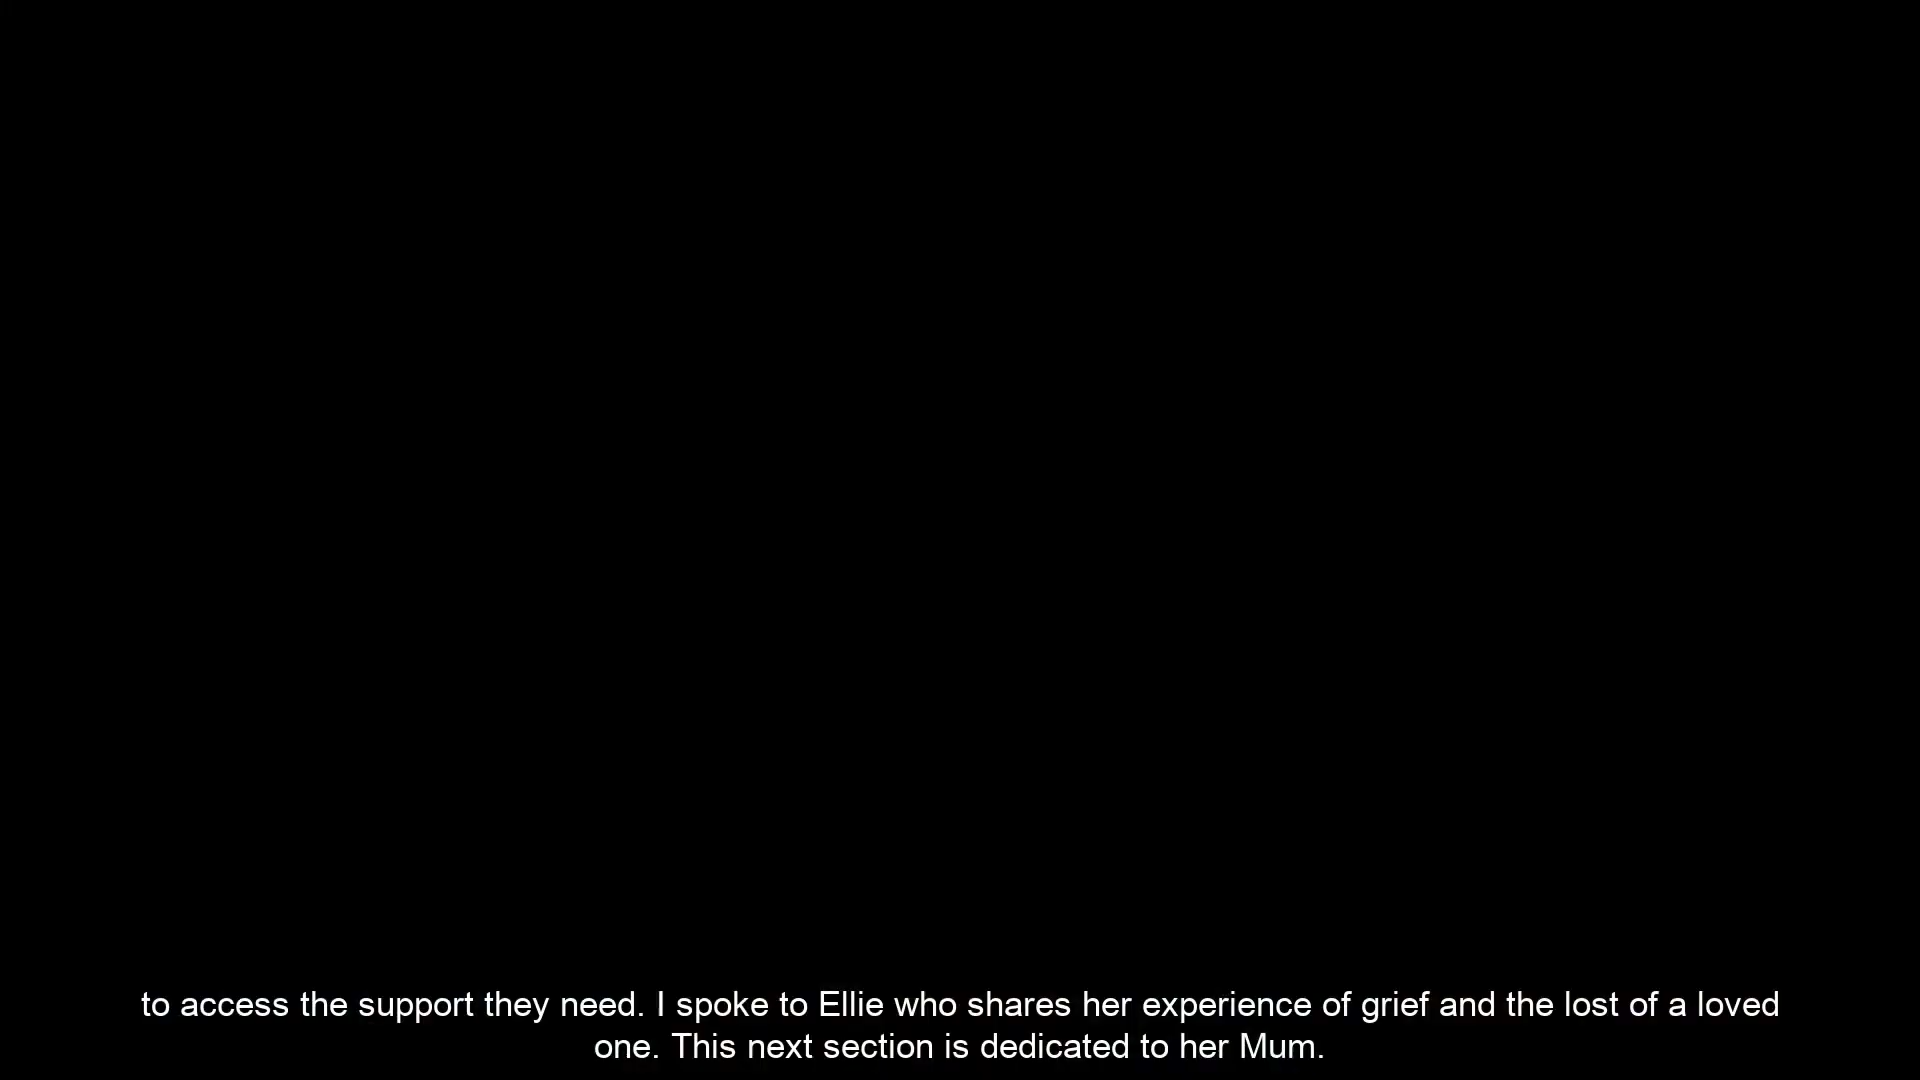 to access the support they need. I spoke to Ellie who shares her experience of grief and the lost of a loved
one. This next section is dedicated to her Mum.